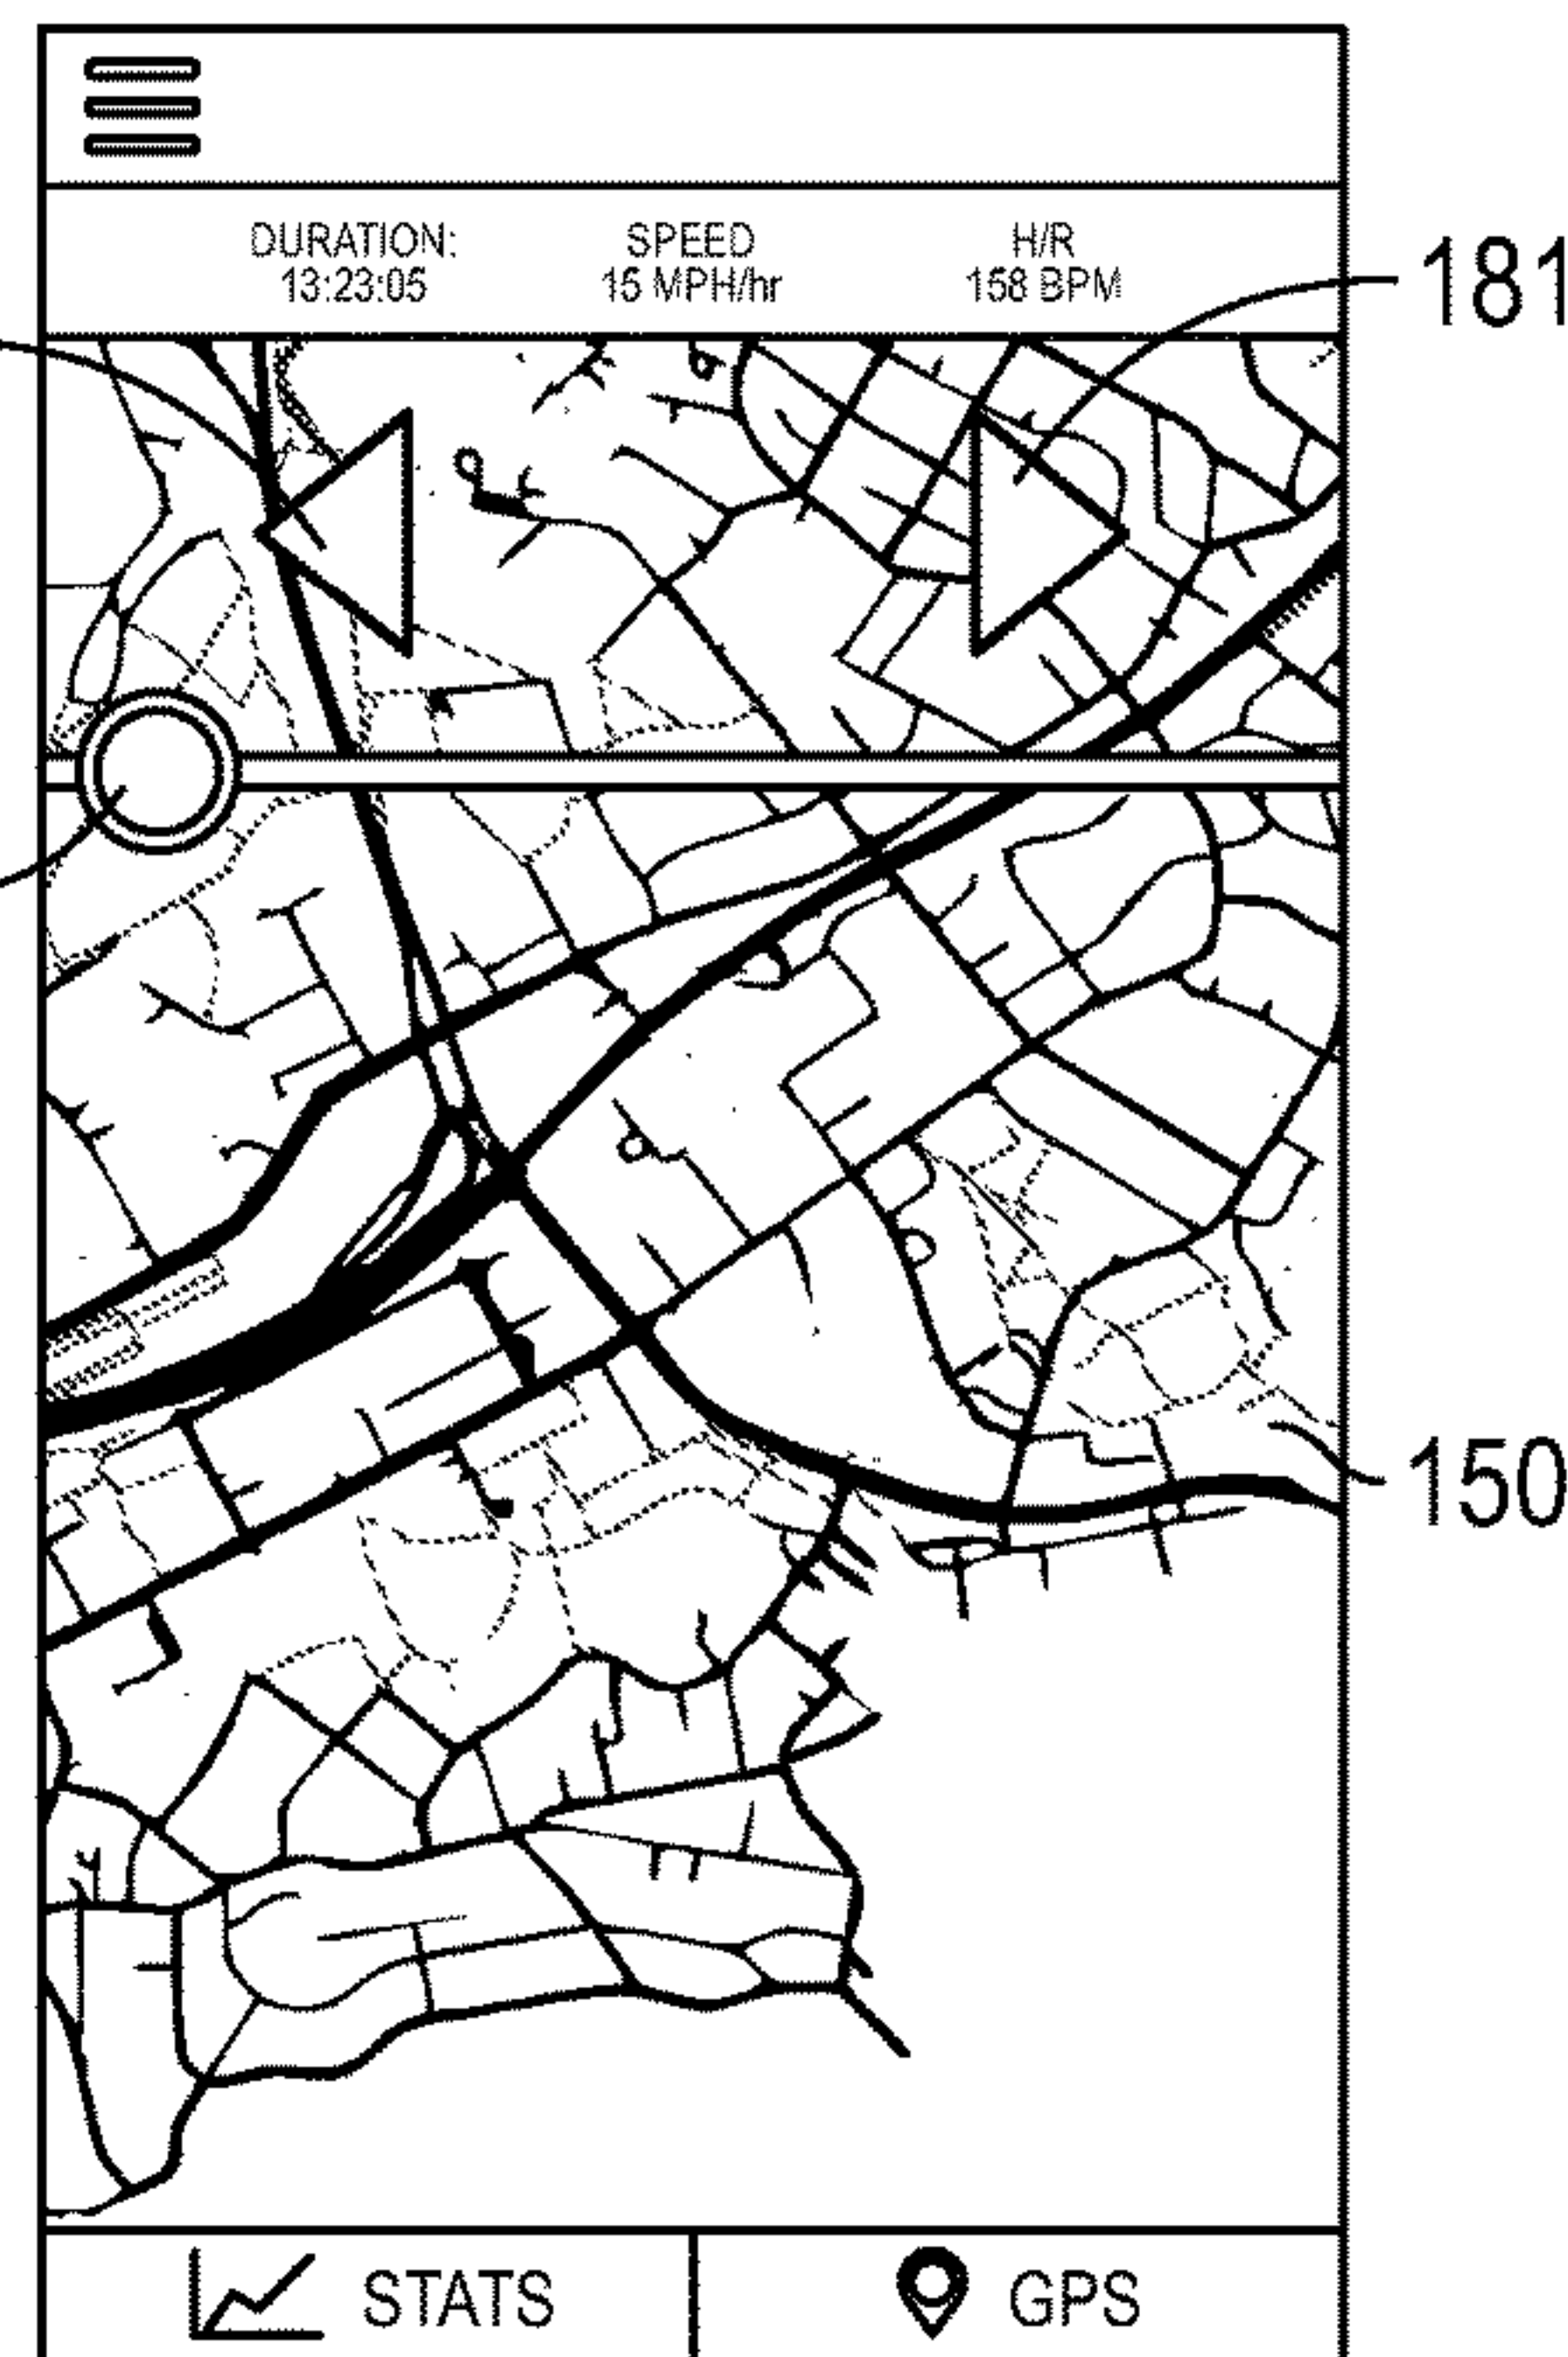 DURATION: SPEED H/R
13:23:05 15 MPH/hr 158 BPM
181
150
STATS GPS